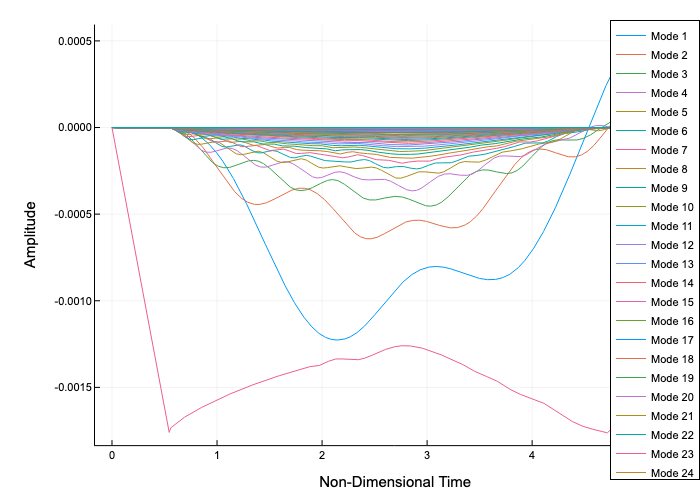 0.0005
0.0000
-0.0005
-0.0010
-0.0015
Amplitude
0
1
2
3
4
Non-Dimensional Time
Mode 1
Mode 2
Mode 3
Mode 4
Mode 5
Mode 6
Mode 7
Mode 8
Mode 9
Mode 10
Mode 11
Mode 12
Mode 13
Mode 14
Mode 15
Mode 16
Mode 17
Mode 18
Mode 19
Mode 20
Mode 21
Mode 22
Mode 23
Mode 24